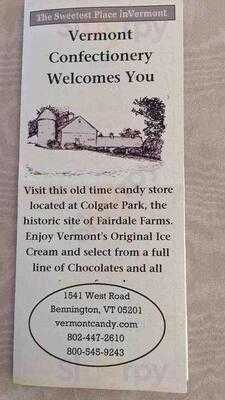 The Sweetest Place inVermont
Vermont
Confectionery
Welcomes You
Visit this old time candy store
located at Colgate Park, the
historic site of Fairdale Farms.
Enjoy Vermont's Original Ice
Cream and select from a full
line of Chocolates and all
1541 West Road
Bennington, VT 05201
vermontcandy.com
802-447-2610
800-545-9243